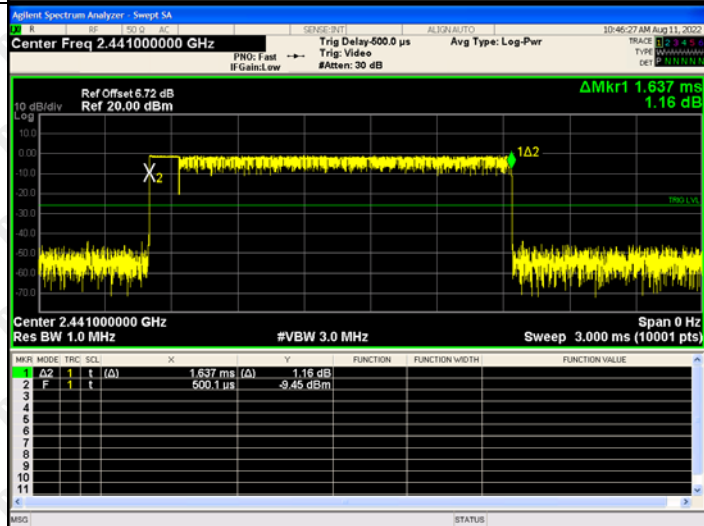 Agilent Spectrum Analyzer - Swept SA
R RF 50 Ω AC SENSE:INT ALIGN AUTO 10:46:27 AM Aug 11, 2022
Center Freq 2.441000000 GHz
PNO: Fast
IFGain:Low
Trig Delay-500.0 µs
Trig: Video
#Atten: 30 dB
Avg Type: Log-Pwr
TRACE 1 2 3 4 5 6
TYPE
DET P N N N N N
ΔMkr1 1.637 ms
1.16 dB
Ref Offset 6.72 dB
10 dB/div Ref 20.00 dBm
Log
10.0
0.00
-10.0
-20.0
-30.0
-40.0
-50.0
-60.0
-70.0
X2
1Δ2
TRIG LVL
Center 2.441000000 GHz Span 0 Hz
Res BW 1.0 MHz #VBW 3.0 MHz Sweep 3.000 ms (10001 pts)
MKR MODE TRC SCL X Y FUNCTION FUNCTION WIDTH FUNCTION VALUE
1 Δ2 1 t (Δ) 1.637 ms (Δ) 1.16 dB
2 F 1 t 500.1 µs -9.45 dBm
3
4
5
6
7
8
9
10
11
MSG STATUS